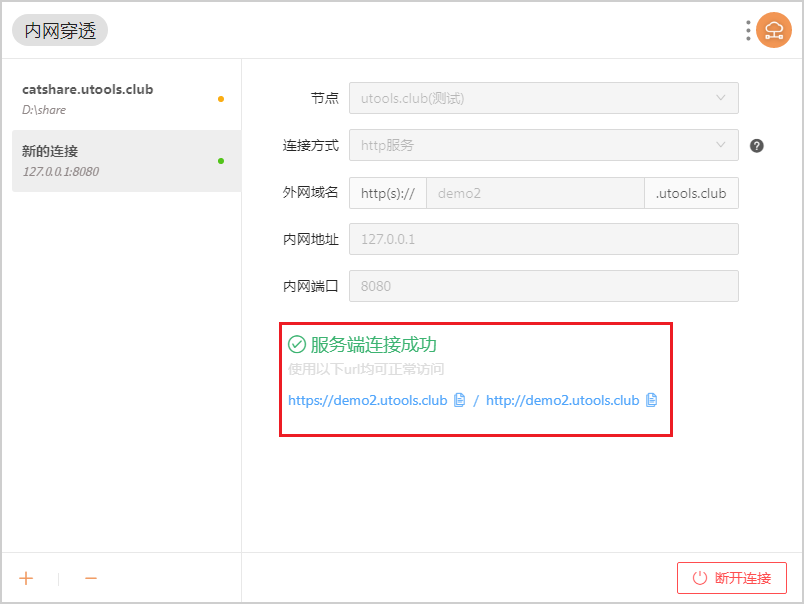 内网穿透
catshare.utools.club
D:\share
新的连接
127.0.0.1:8080
节点 utools.club(测试)
连接方式 http服务 ?
外网域名 http(s):// demo2 .utools.club
内网地址 127.0.0.1
内网端口 8080
服务端连接成功
使用以下url均可正常访问
https://demo2.utools.club / http://demo2.utools.club
断开连接